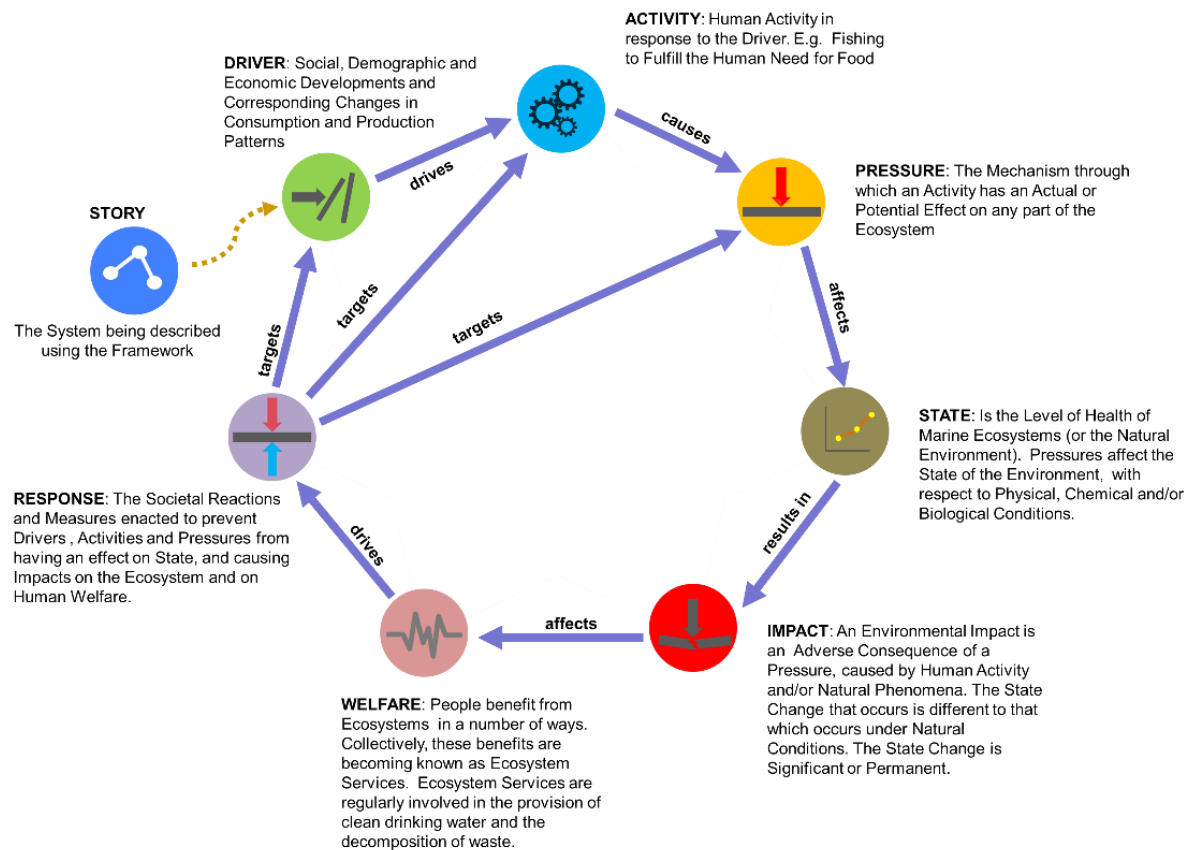 ACTIVITY: Human Activity in
response to the Driver. E.g. Fishing
to Fulfill the Human Need for Food
DRIVER: Social, Demographic and
Economic Developments and
Corresponding Changes in
Consumption and Production
Patterns
causes
drives
PRESSURE: The Mechanism through
which an Activity has an Actual or
Potential Effect on any part of the
Ecosystem
STORY
The System being described
using the Framework
targets
targets
targets
affects
STATE: Is the Level of Health of
Marine Ecosystems (or the Natural
Environment). Pressures affect the
State of the Environment, with
respect to Physical, Chemical and/or
Biological Conditions.
RESPONSE: The Societal Reactions
and Measures enacted to prevent
Drivers , Activities and Pressures from
having an effect on State, and causing
Impacts on the Ecosystem and on
Human Welfare.
results in
drives
affects
IMPACT: An Environmental Impact is
an Adverse Consequence of a
Pressure, caused by Human Activity
and/or Natural Phenomena. The State
Change that occurs is different to that
which occurs under Natural
Conditions. The State Change is
Significant or Permanent.
WELFARE: People benefit from
Ecosystems in a number of ways.
Collectively, these benefits are
becoming known as Ecosystem
Services. Ecosystem Services are
regularly involved in the provision of
clean drinking water and the
decomposition of waste.